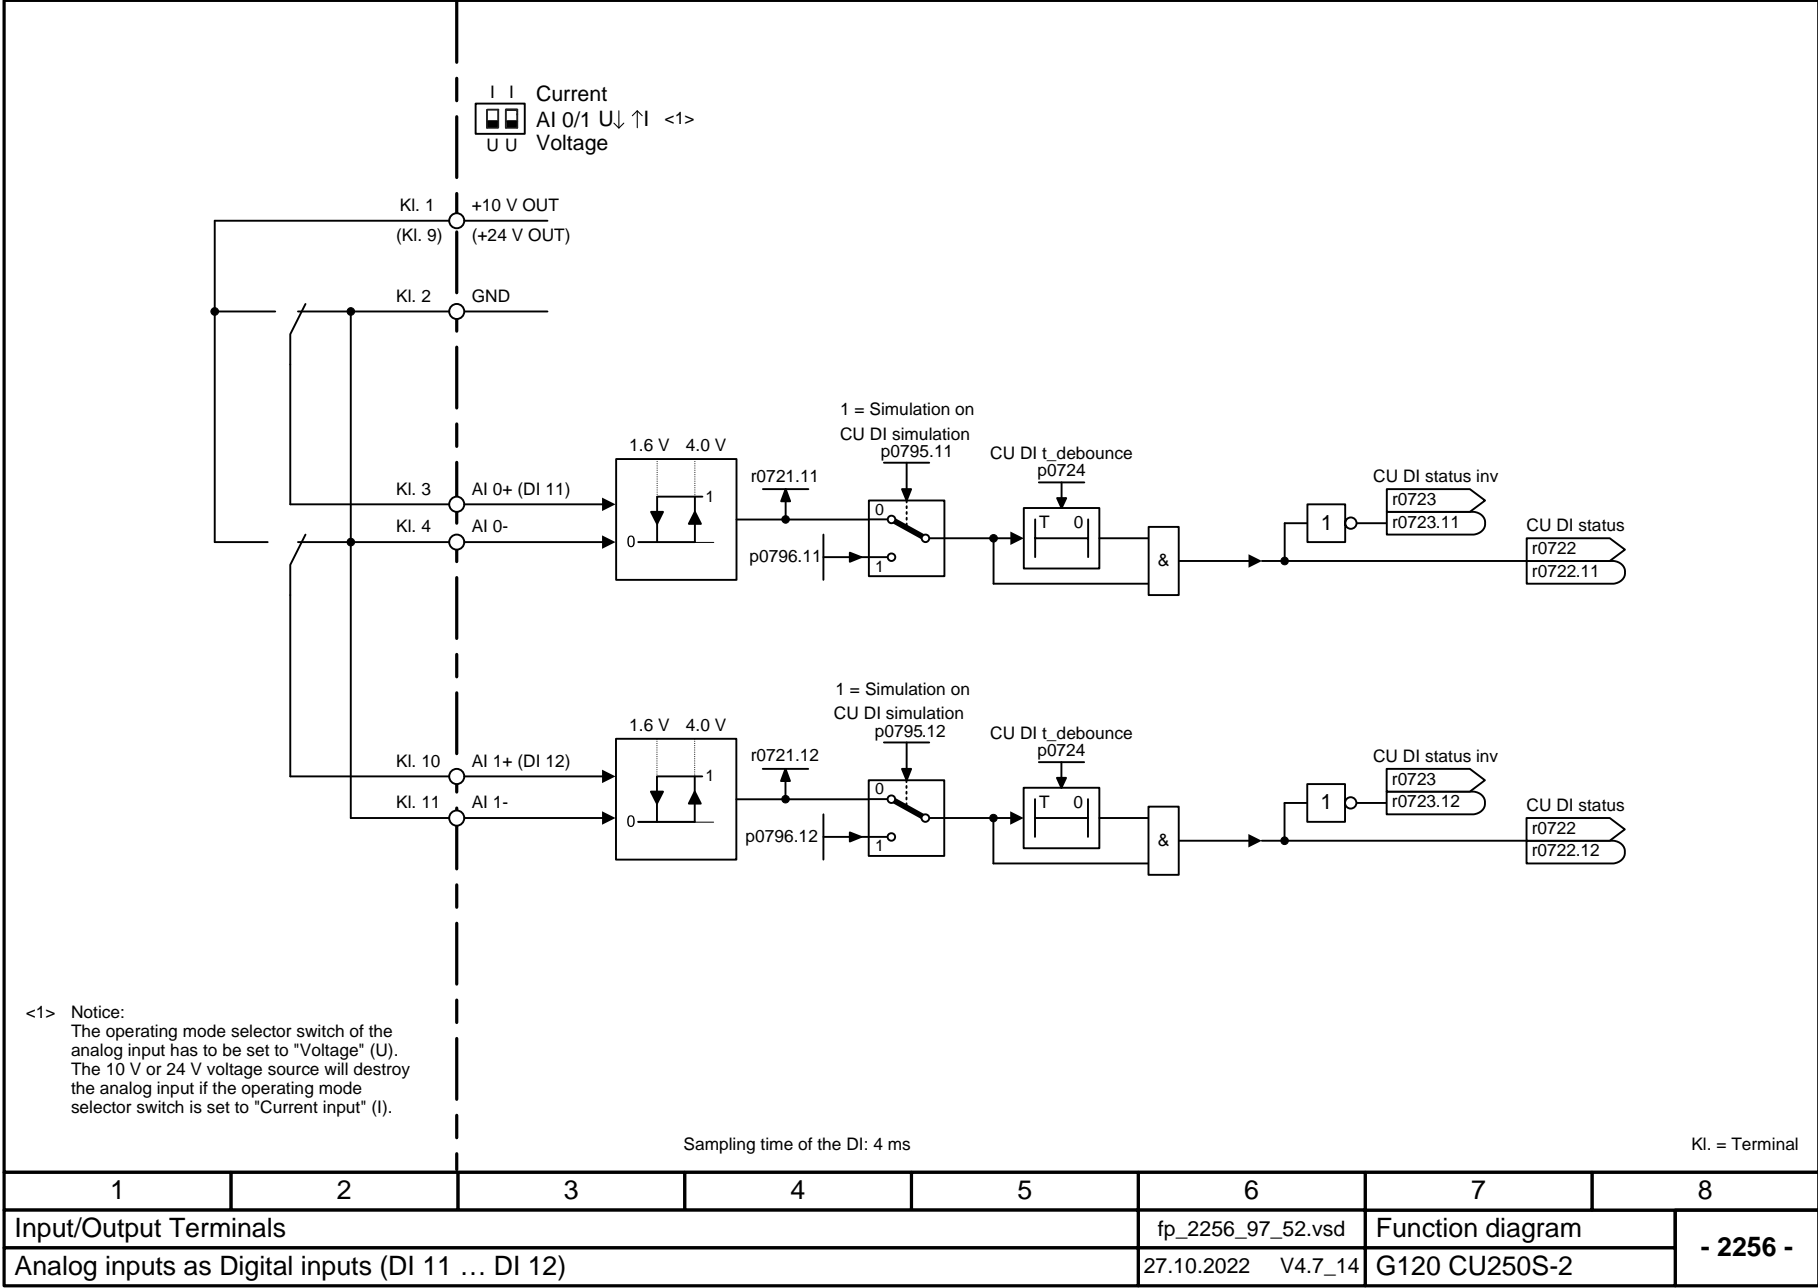 I I Current
AI 0/1 U↓ ↑I <1>
U U Voltage
Kl. 1 +10 V OUT
(Kl. 9) (+24 V OUT)
Kl. 2 GND
1 = Simulation on
CU DI simulation
p0795.11
1.6 V 4.0 V
r0721.11
CU DI t_debounce
p0724
CU DI status inv
r0723
r0723.11
Kl. 3 AI 0+ (DI 11)
Kl. 4 AI 0-
1
0
0
1
p0796.11
T 0
&
1
CU DI status
r0722
r0722.11
1 = Simulation on
CU DI simulation
p0795.12
1.6 V 4.0 V
r0721.12
CU DI t_debounce
p0724
CU DI status inv
r0723
r0723.12
Kl. 10 AI 1+ (DI 12)
Kl. 11 AI 1-
1
0
0
1
p0796.12
T 0
&
1
CU DI status
r0722
r0722.12
<1> Notice:
The operating mode selector switch of the
analog input has to be set to "Voltage" (U).
The 10 V or 24 V voltage source will destroy
the analog input if the operating mode
selector switch is set to "Current input" (I).
Sampling time of the DI: 4 ms
Kl. = Terminal
1 2 3 4 5 6 7 8
Input/Output Terminals
fp_2256_97_52.vsd
Function diagram
- 2256 -
Analog inputs as Digital inputs (DI 11 … DI 12)
27.10.2022 V4.7_14
G120 CU250S-2